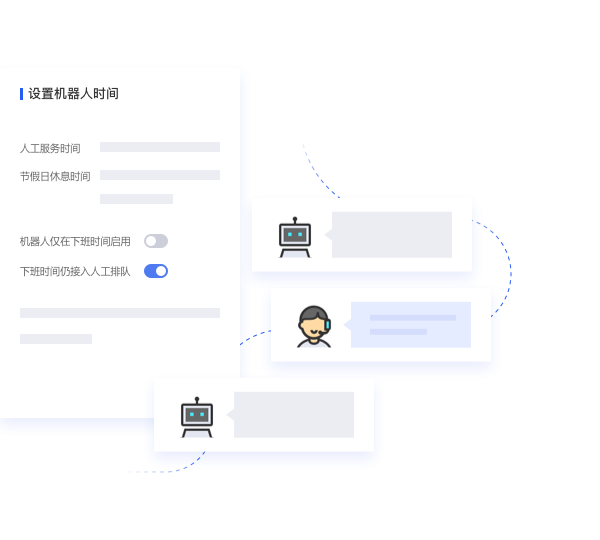 设置机器人时间
人工服务时间
节假日休息时间
机器人仅在下班时间启用
下班时间仍接入人工排队